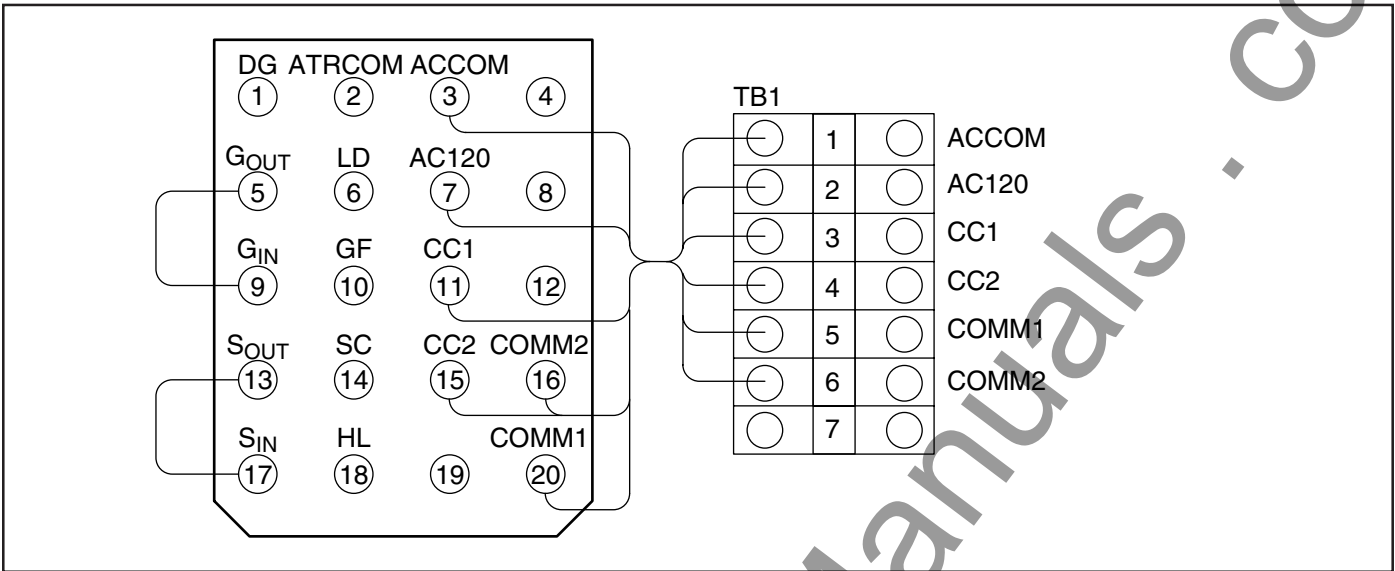 DG ATRCOM ACCOM
1 2 3 4
GOUT LD AC120
5 6 7 8
GIN GF CC1
9 10 11 12
SOUT SC CC2 COMM2
13 14 15 16
SIN HL COMM1
17 18 19 20
TB1
1 ACCOM
2 AC120
3 CC1
4 CC2
5 COMM1
6 COMM2
7
anuals . co